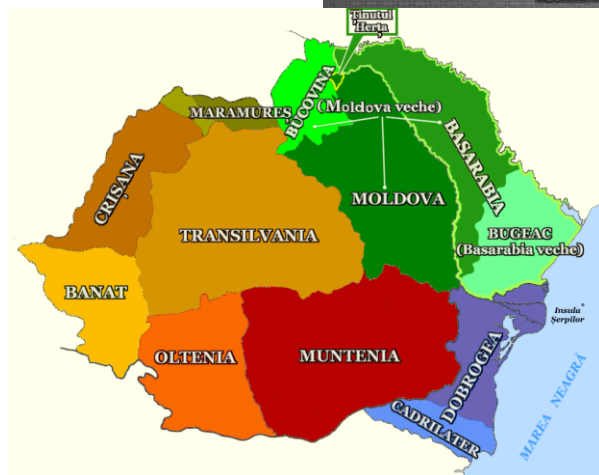 Ținutul
Herța
MARAMUREȘ
BUCOVINA
(Moldova veche)
BASARABIA
CRIȘANA
MOLDOVA
TRANSILVANIA
BUGEAC
(Basarabia veche)
BANAT
Insula
Șerpilor
OLTENIA
MUNTENIA
DOBROGEA
CADRILATER
MAREA NEAGRĂ